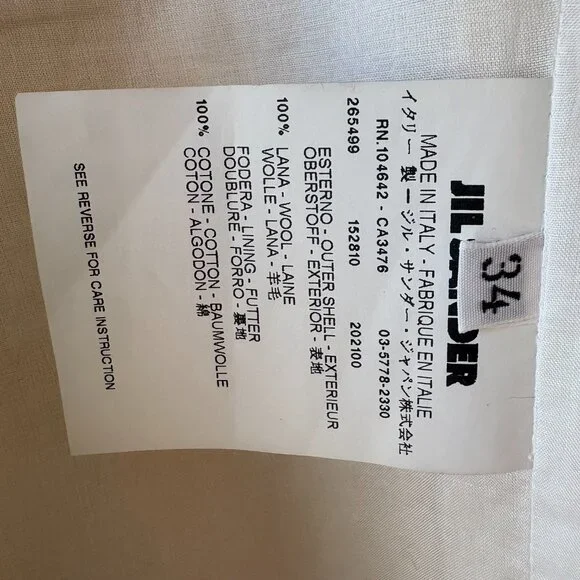 JIL SANDER
34
MADE IN ITALY - FABRIQUE EN ITALIE
イタリー 製 ー ジル・サンダー・ジャパン株式会社
RN.104642 - CA3476 03-5778-2330
265499 152810 202100
ESTERNO - OUTER SHELL - EXTERIEUR
OBERSTOFF - EXTERIOR - 表地
100% LANA - WOOL - LAINE
WOLLE - LANA - 羊毛
FODERA - LINING - FUTTER
DOUBLURE - FORRO - 裏地
100% COTONE - COTTON - BAUMWOLLE
COTON - ALGODON - 綿
SEE REVERSE FOR CARE INSTRUCTION